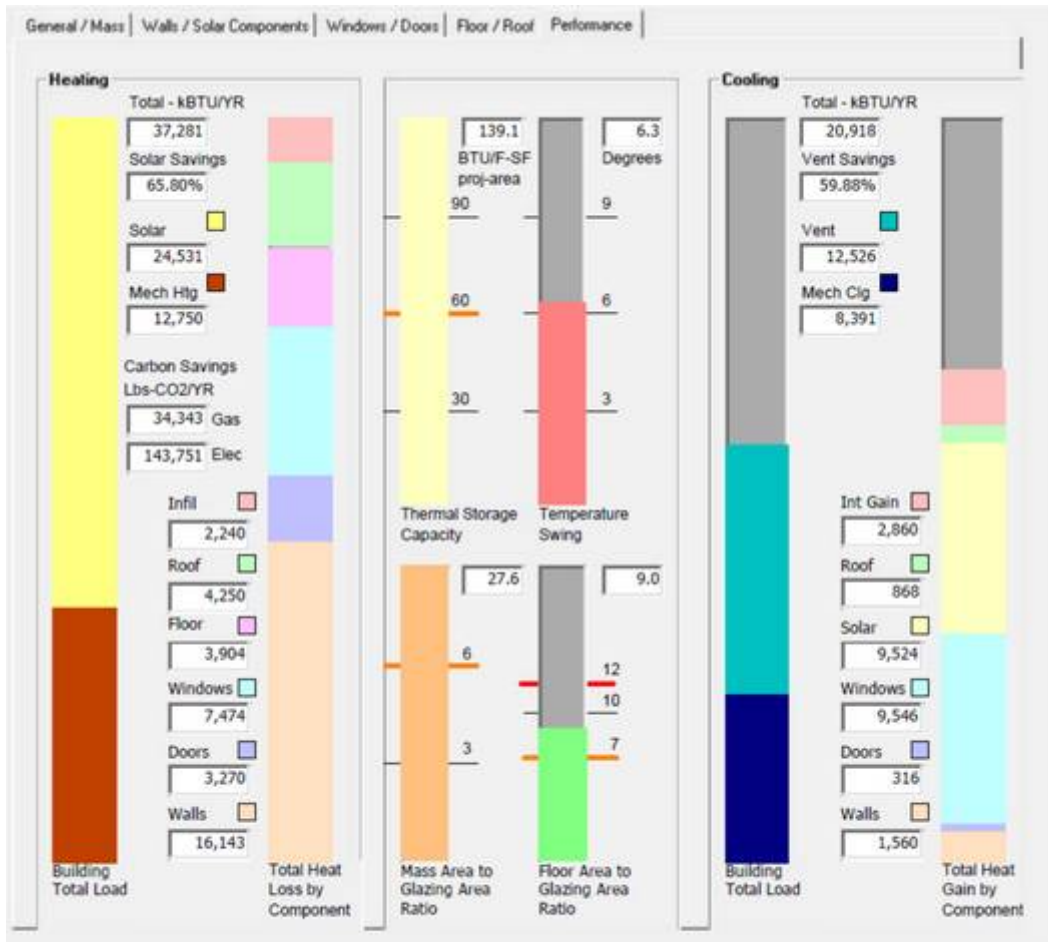 General / Mass
Walls / Solar Components
Windows / Doors
Floor / Roof
Performance
Heating
Total - kBTU/YR
37,281
Solar Savings
65.80%
Solar
24,531
Mech Htg
12,750
Carbon Savings
Lbs-CO2/YR
34,343 Gas
143,751 Elec
Infil
2,240
Roof
4,250
Floor
3,904
Windows
7,474
Doors
3,270
Walls
16,143
Building
Total Load
Total Heat
Loss by
Component
139.1
BTU/F-SF
proj-area
90
60
30
Thermal Storage
Capacity
6.3
Degrees
9
6
3
Temperature
Swing
27.6
6
3
Mass Area to
Glazing Area
Ratio
9.0
12
10
7
Floor Area to
Glazing Area
Ratio
Cooling
Total - kBTU/YR
20,918
Vent Savings
59.88%
Vent
12,526
Mech Clg
8,391
Int Gain
2,860
Roof
868
Solar
9,524
Windows
9,546
Doors
316
Walls
1,560
Building
Total Load
Total Heat
Gain by
Component